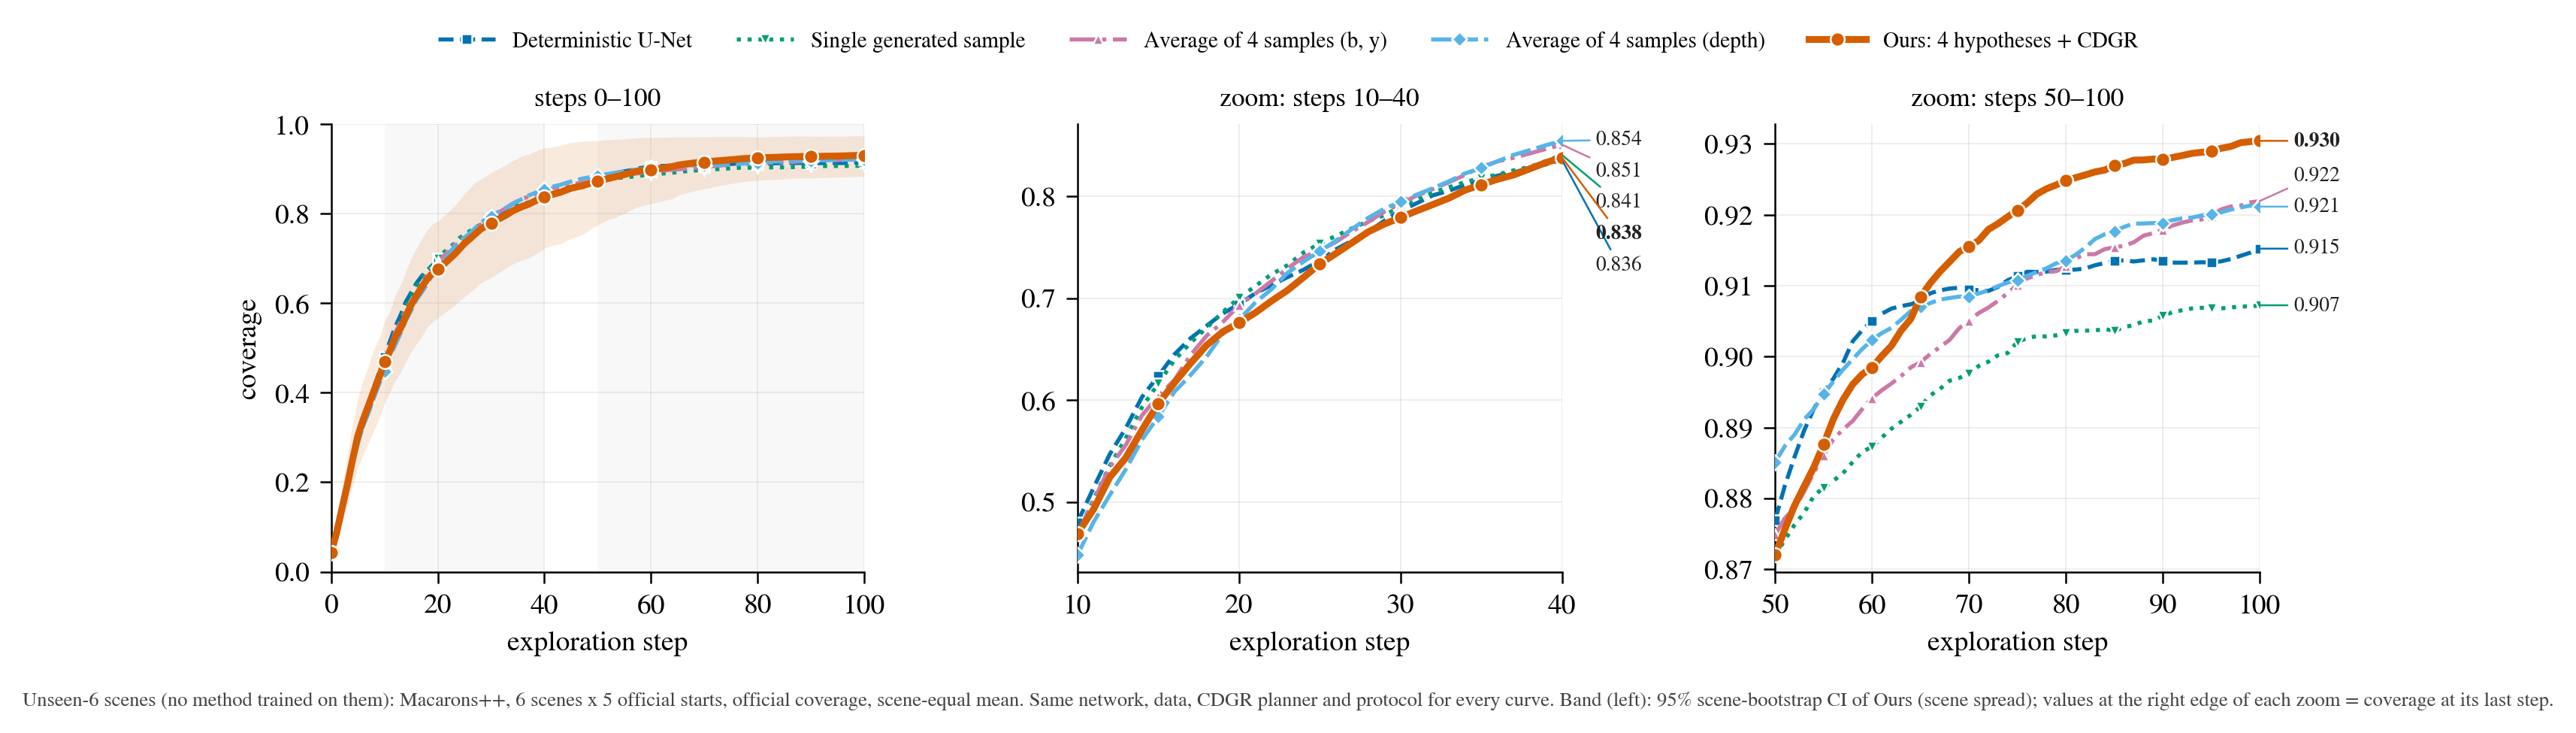 Deterministic U-Net
Single generated sample
Average of 4 samples (b, y)
Average of 4 samples (depth)
Ours: 4 hypotheses + CDGR
steps 0–100
1.0
0.8
0.6
0.4
0.2
0.0
coverage
0 20 40 60 80 100
exploration step
zoom: steps 10–40
0.8
0.7
0.6
0.5
0.854
0.851
0.841
0.838
0.836
10 20 30 40
exploration step
zoom: steps 50–100
0.93
0.92
0.91
0.90
0.89
0.88
0.87
0.930
0.922
0.921
0.915
0.907
50 60 70 80 90 100
exploration step
Unseen-6 scenes (no method trained on them): Macarons++, 6 scenes x 5 official starts, official coverage, scene-equal mean. Same network, data, CDGR planner and protocol for every curve. Band (left): 95% scene-bootstrap CI of Ours (scene spread); values at the right edge of each zoom = coverage at its last step.